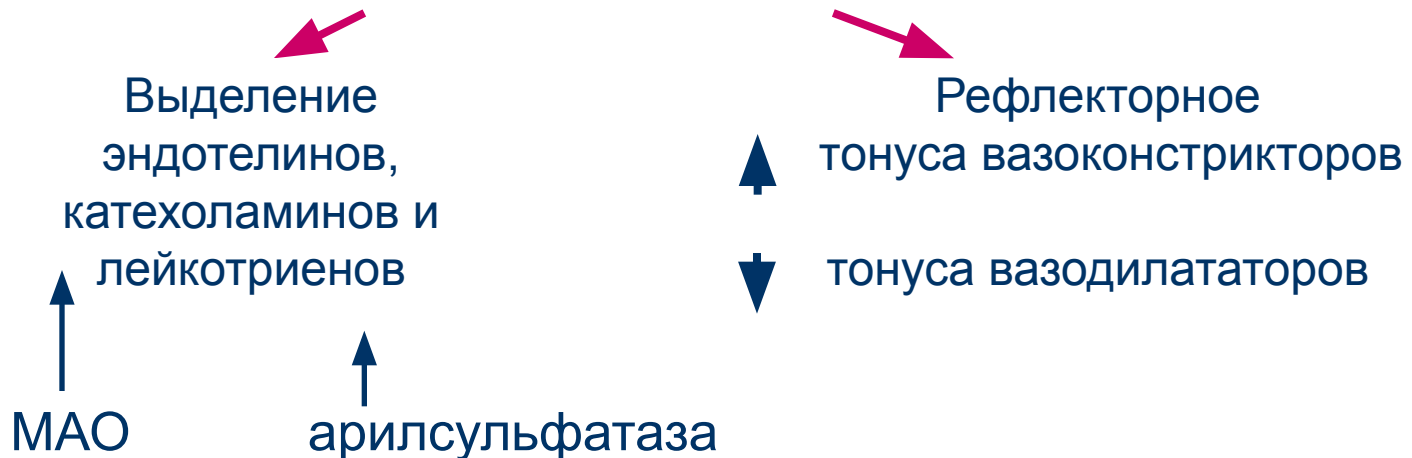 Выделение
эндотелинов,
катехоламинов и
лейкотриенов
Рефлекторное
тонуса вазоконстрикторов
тонуса вазодилататоров
МАО
арилсульфатаза